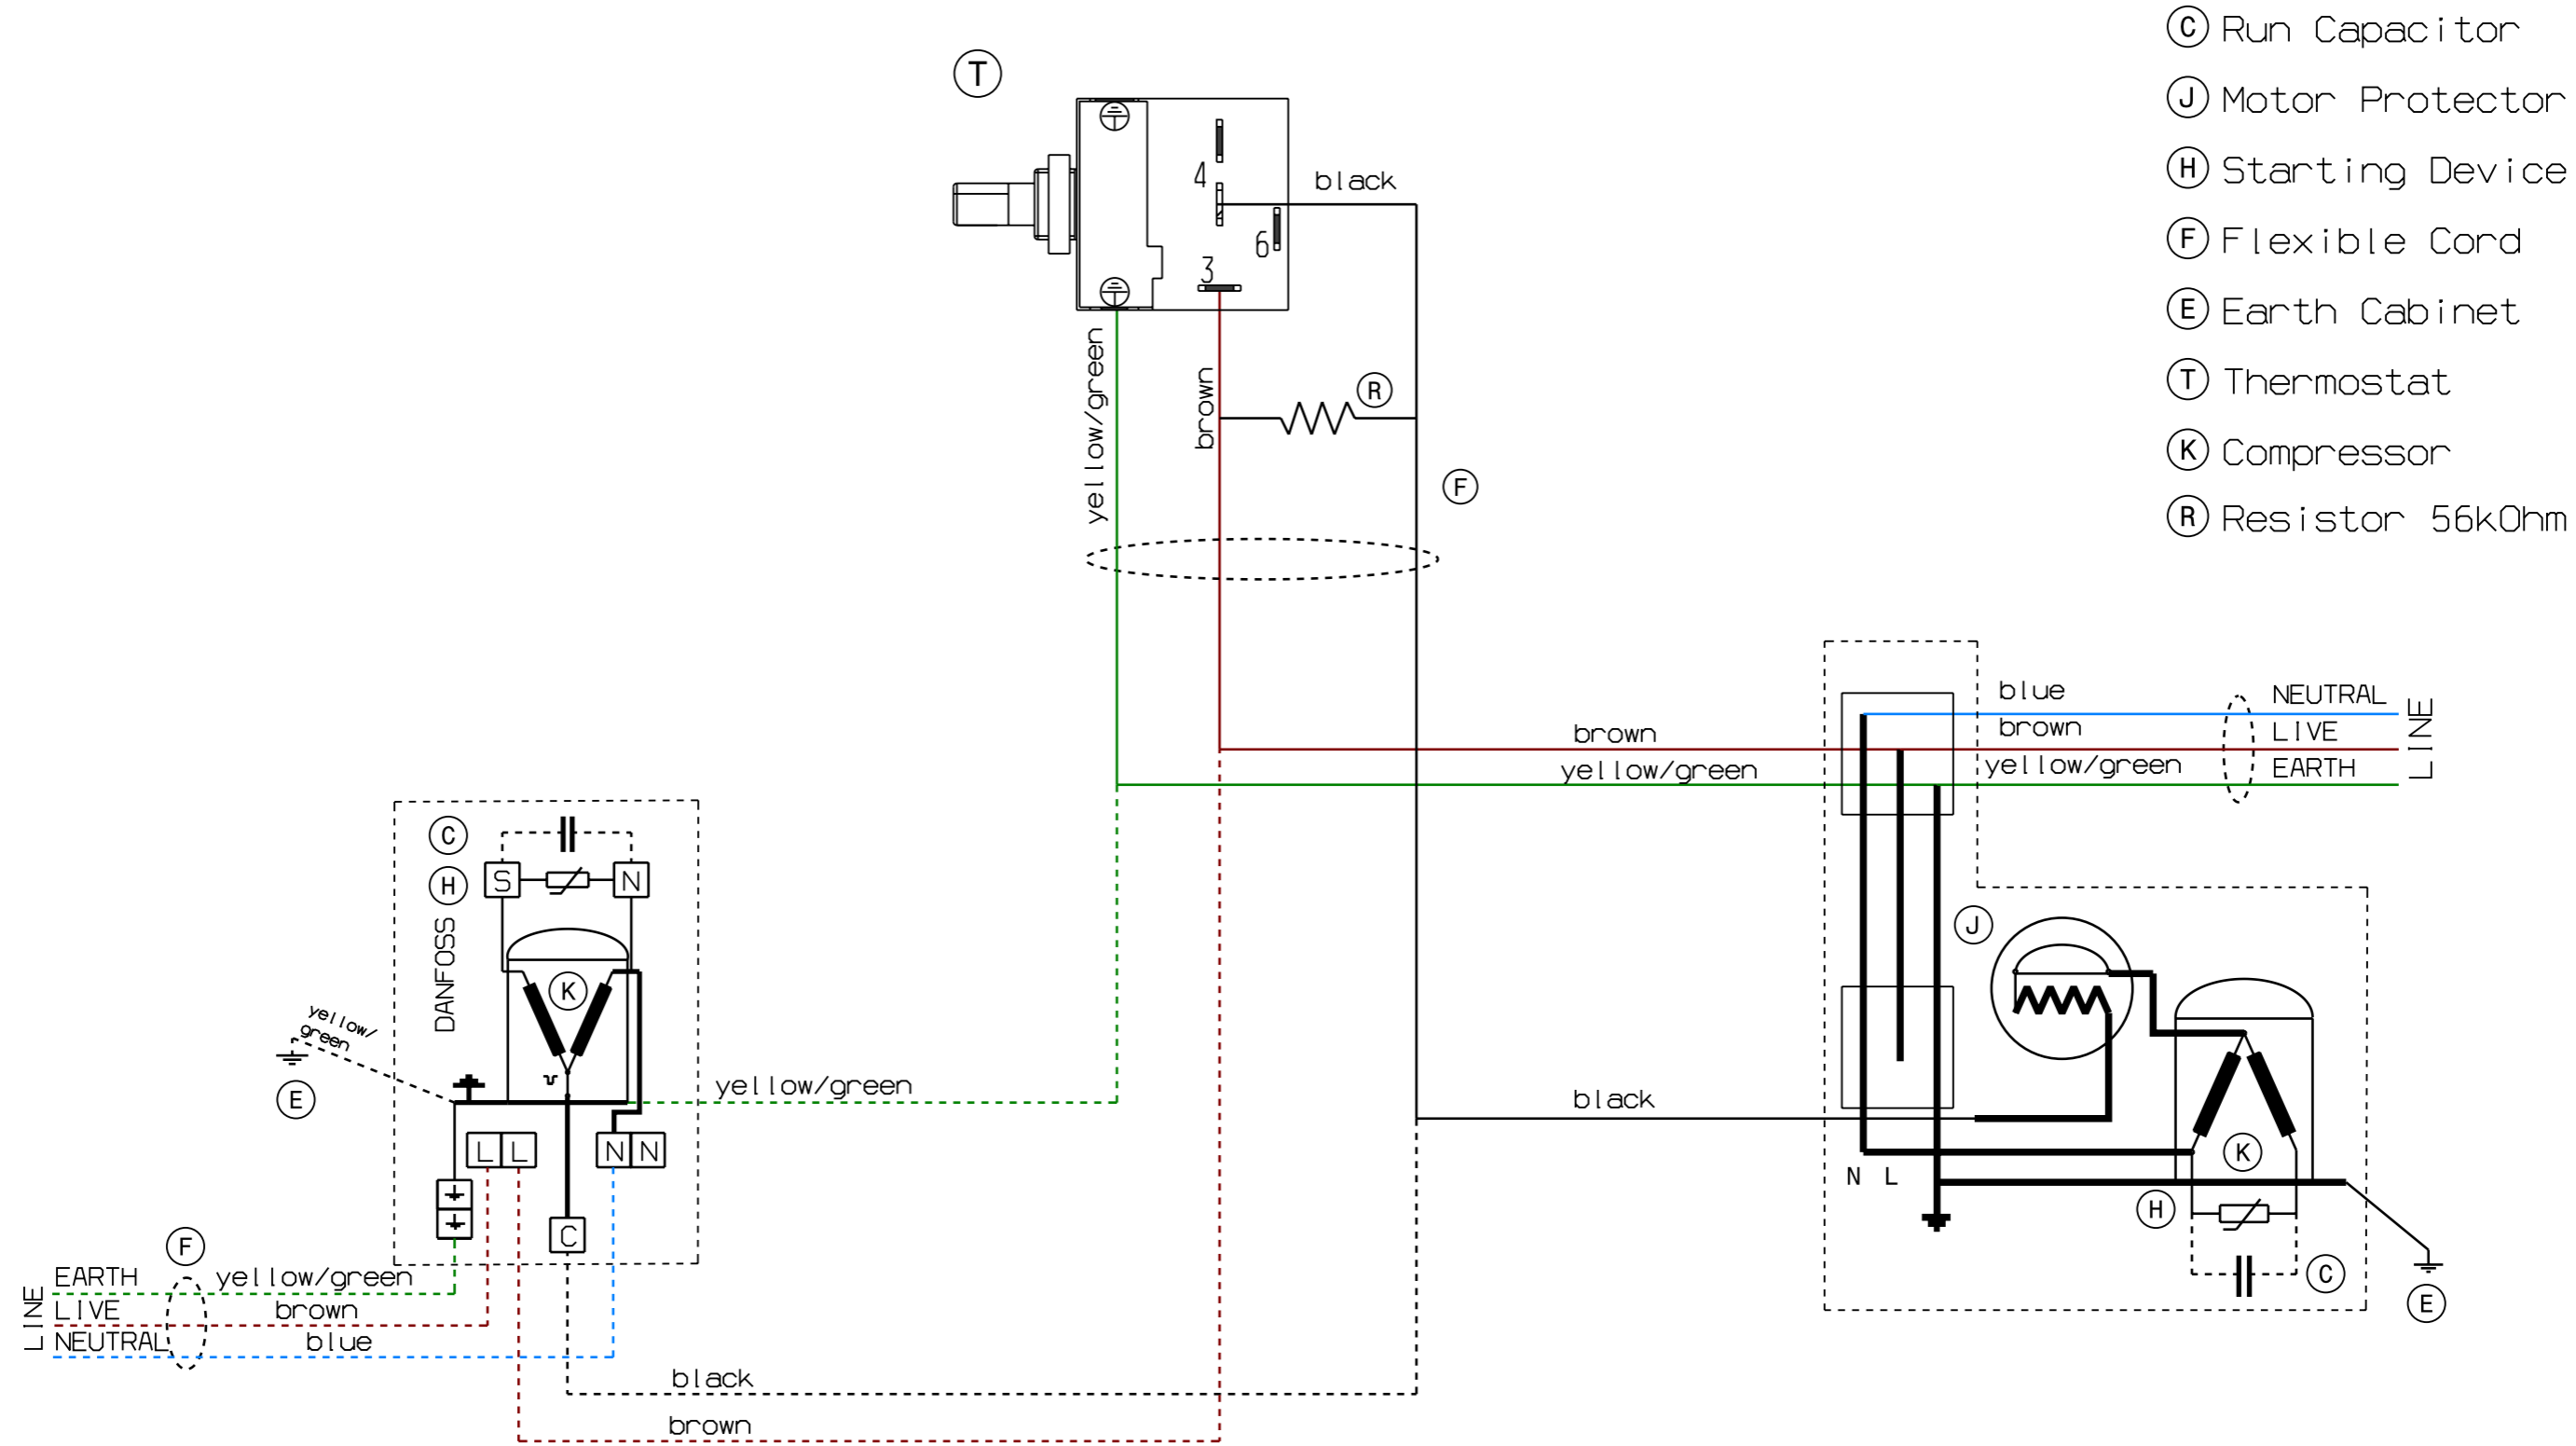 C Run Capacitor
J Motor Protector
H Starting Device
F Flexible Cord
E Earth Cabinet
T Thermostat
K Compressor
R Resistor 56kOhm
T
4
black
6
3
yellow/green
brown
R
F
blue
NEUTRAL
brown
brown
LIVE
yellow/green
yellow/green
EARTH
LINE
C
S
N
H
DANFOSS
K
J
yellow/
green
E
yellow/green
black
L L
N N
K
N L
H
C
F
C
E
EARTH yellow/green
LIVE brown
NEUTRAL blue
LINE
black
brown